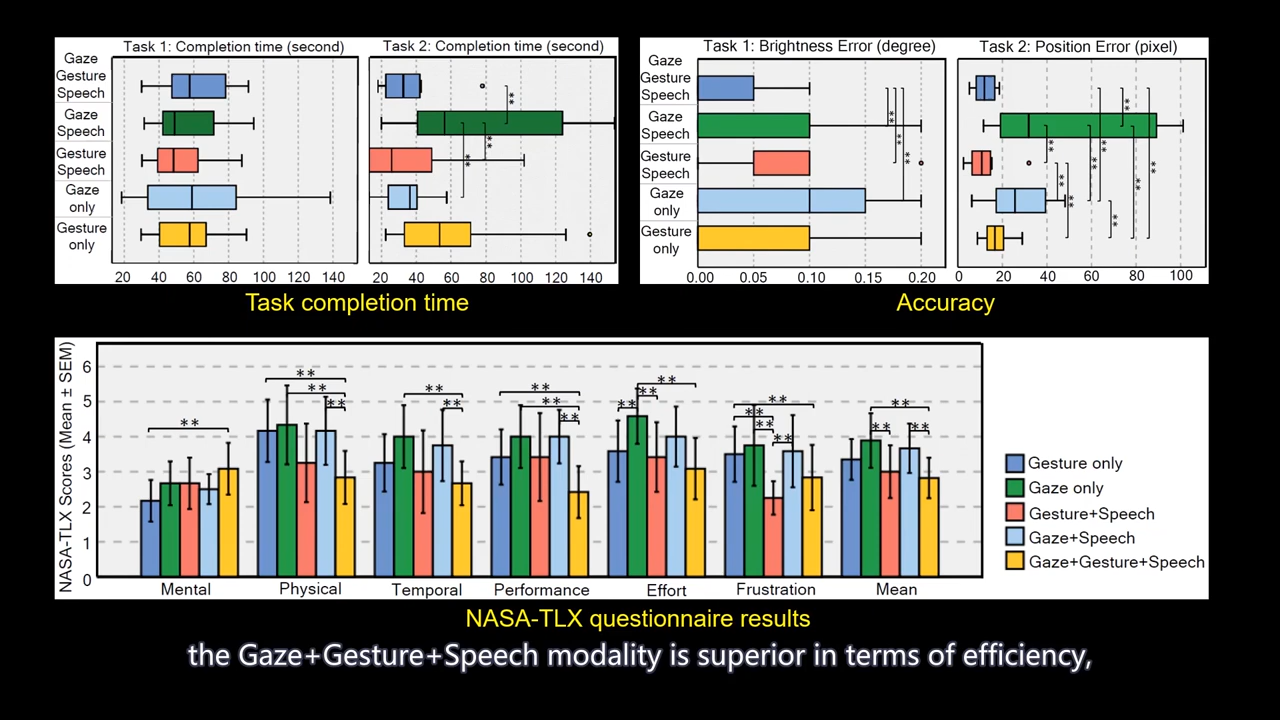 Task 1: Completion time (second)
Task 2: Completion time (second)
Gaze
Gesture
Speech
Gaze
Speech
Gesture
Speech
Gaze
only
Gesture
only
**
**
**
20 40 60 80 100 140
20 40 60 80 100 140
Task completion time
Task 1: Brightness Error (degree)
Task 2: Position Error (pixel)
Gaze
Gesture
Speech
Gaze
Speech
Gesture
Speech
Gaze
only
Gesture
only
**
**
**
**
**
**
**
**
**
**
**
**
0.00 0.05 0.10 0.15 0.20
0 20 40 60 80 100
Accuracy
NASA-TLX Scores (Mean ± SEM)
6
5
4
3
2
1
0
**
** ** **
** **
** ** **
** ** **
** ** ** **
** ** **
Mental Physical Temporal Performance Effort Frustration Mean
Gesture only
Gaze only
Gesture+Speech
Gaze+Speech
Gaze+Gesture+Speech
NASA-TLX questionnaire results
the Gaze+Gesture+Speech modality is superior in terms of efficiency,